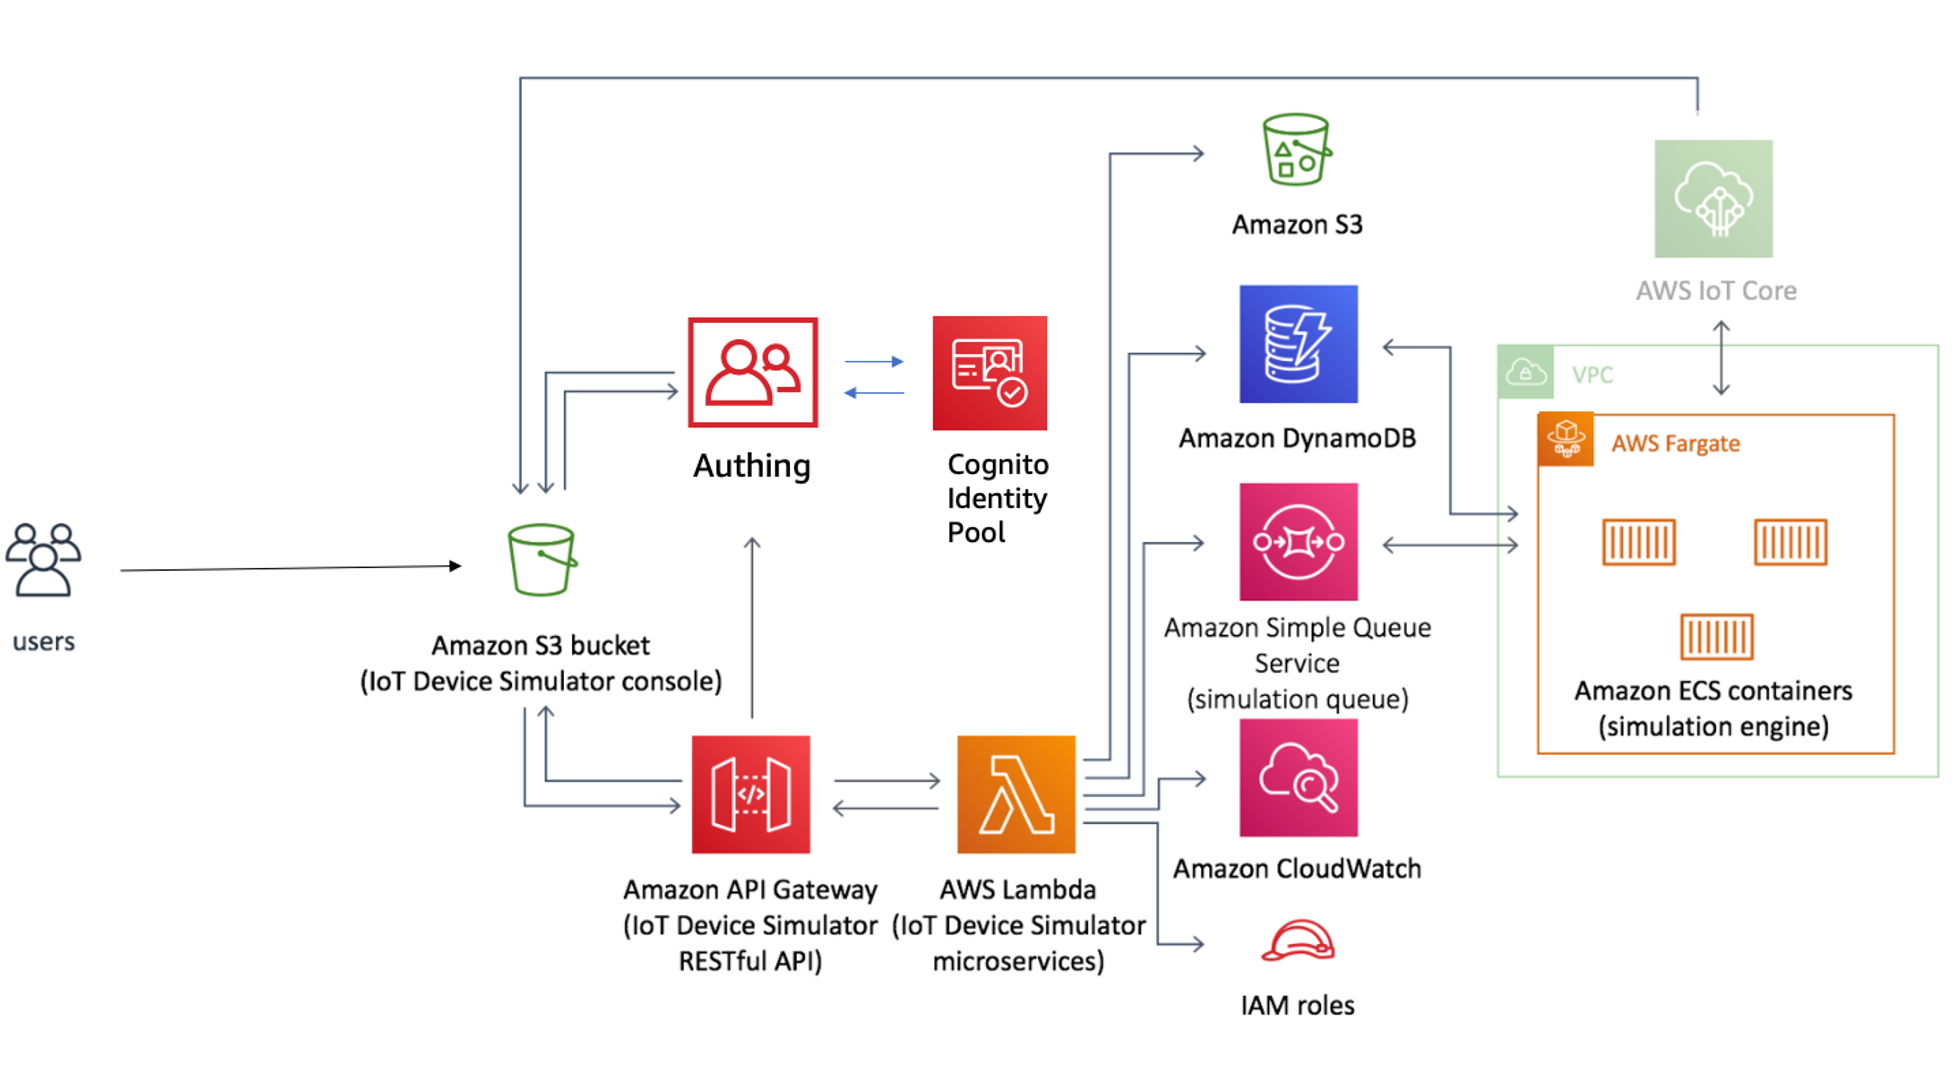 Amazon S3
AWS IoT Core
VPC
AWS Fargate
Amazon DynamoDB
Authing
Cognito
Identity
Pool
users
Amazon S3 bucket
(IoT Device Simulator console)
Amazon Simple Queue
Service
(simulation queue)
Amazon ECS containers
(simulation engine)
</>
Amazon CloudWatch
Amazon API Gateway
(IoT Device Simulator
RESTful API)
AWS Lambda
(IoT Device Simulator
microservices)
IAM roles